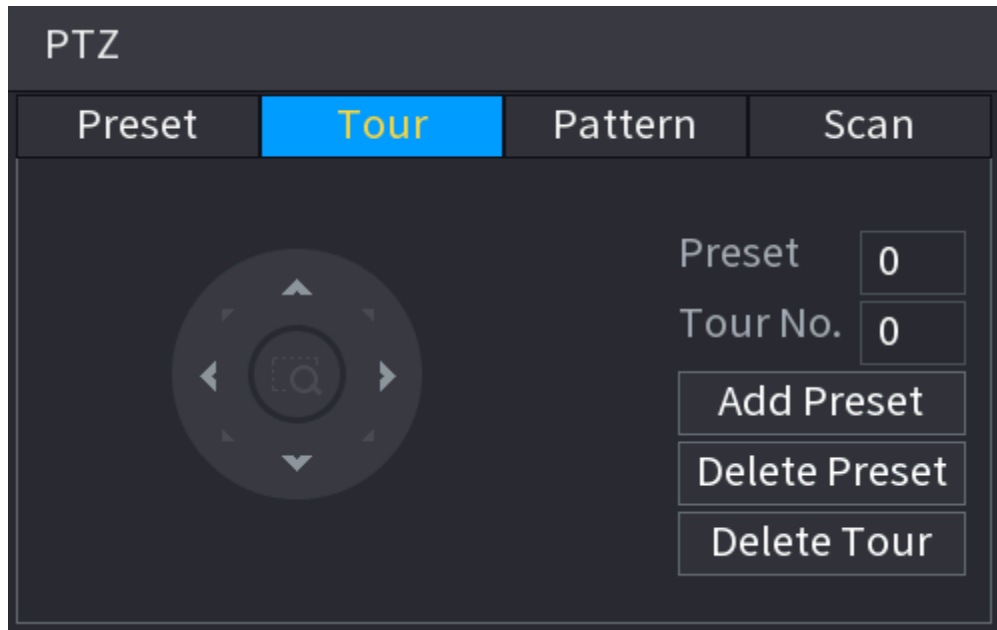 PTZ
Preset Tour Pattern Scan
Preset 0
Tour No. 0
Add Preset
Delete Preset
Delete Tour